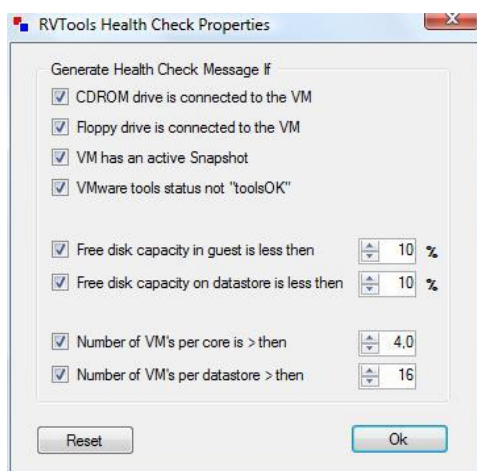 RVTools Health Check Properties
Generate Health Check Message If
CDROM drive is connected to the VM
Floppy drive is connected to the VM
VM has an active Snapshot
VMware tools status not "toolsOK"
Free disk capacity in guest is less then 10 %
Free disk capacity on datastore is less then 10 %
Number of VM's per core is > then 4,0
Number of VM's per datastore > then 16
Reset Ok